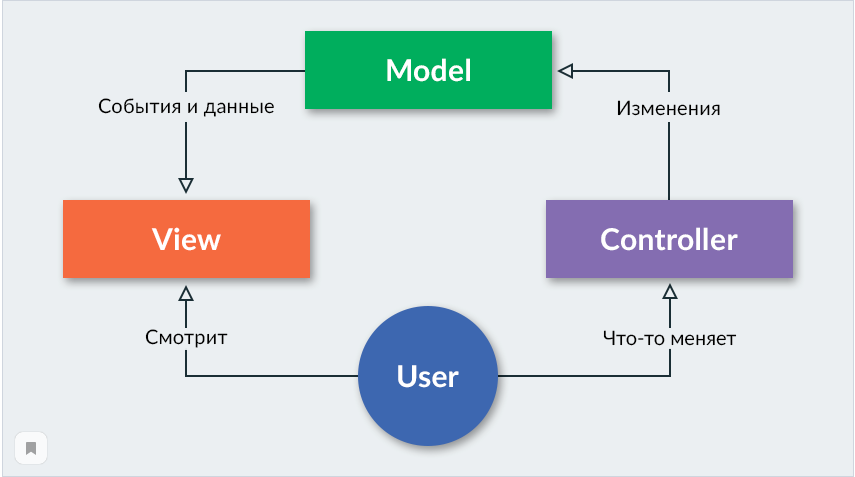 Model
События и данные
Изменения
View
Controller
Смотрит
Что-то меняет
User